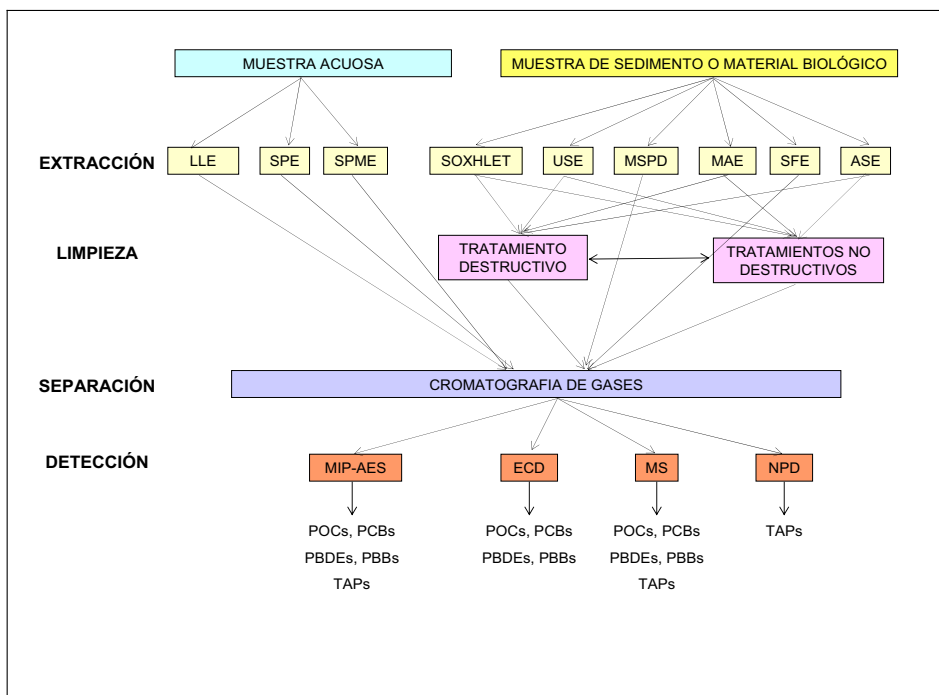 MUESTRA ACUOSA
MUESTRA DE SEDIMENTO O MATERIAL BIOLÓGICO
EXTRACCIÓN
LLE
SPE
SPME
SOXHLET
USE
MSPD
MAE
SFE
ASE
LIMPIEZA
TRATAMIENTO
DESTRUCTIVO
TRATAMIENTOS NO
DESTRUCTIVOS
SEPARACIÓN
CROMATOGRAFIA DE GASES
DETECCIÓN
MIP-AES
ECD
MS
NPD
POCs, PCBs
PBDEs, PBBs
TAPs
POCs, PCBs
PBDEs, PBBs
POCs, PCBs
PBDEs, PBBs
TAPs
TAPs